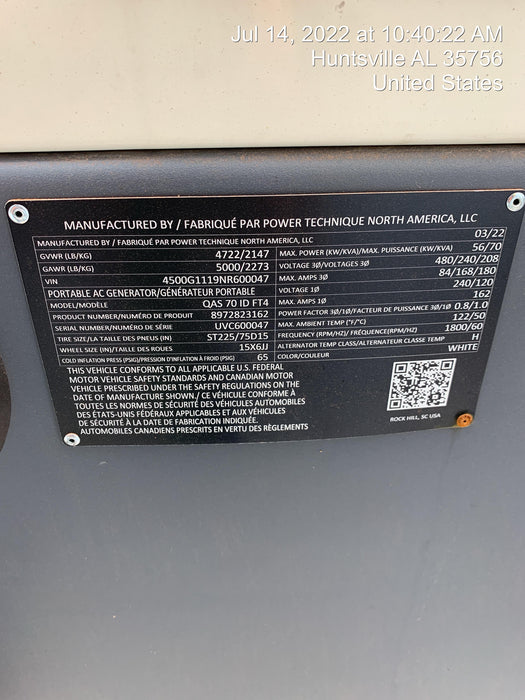 Jul 14, 2022 at 10:40:22 AM
Huntsville AL 35756
United States
MANUFACTURED BY / FABRIQUÉ PAR POWER TECHNIQUE NORTH AMERICA, LLC
MANUFACTURED BY / FABRIQUÉ PAR POWER TECHNIQUE NORTH AMERICA, LLC 03/22
GVWR (LB/KG) 4722/2147
GAWR (LB/KG) 5000/2273
VIN 4500G1119NR600047
PORTABLE AC GENERATOR/GÉNÉRATEUR PORTABLE
MODEL/MODÈLE QAS 70 ID FT4
PRODUCT NUMBER/NUMÉRO DE PRODUIT 8972823162
SERIAL NUMBER/NUMÉRO DE SÉRIE UVC600047
TIRE SIZE/LA TAILLE DES PNEUS (IN) ST225/75D15
WHEEL SIZE (IN)/TAILLE DES ROUES 15X6JJ
COLD INFLATION PRESS (PSIG)/PRESSION D'INFLATION À FROID (PSIG) 65
MAX. POWER (KW/KVA)/MAX. PUISSANCE (KW/KVA) 56/70
VOLTAGE 3Ø/VOLTAGES 3Ø 480/240/208
MAX. AMPS 3Ø 84/168/180
VOLTAGE 1Ø 240/120
MAX. AMPS 1Ø 162
POWER FACTOR 3Ø/1Ø/FACTEUR DE PUISSANCE 3Ø/1Ø 0.8/1.0
MAX. AMBIENT TEMP (°F/°C) 122/50
FREQUENCY (RPM/HZ)/ FRÉQUENCE(RPM/HZ) 1800/60
ALTERNATOR TEMP CLASS/ALTERNATEUR CLASSE TEMP H
COLOR/COULEUR WHITE
THIS VEHICLE CONFORMS TO ALL APPLICABLE U.S. FEDERAL
MOTOR VEHICLE SAFETY STANDARDS AND CANADIAN MOTOR
VEHICLE PRESCRIBED UNDER THE SAFETY REGULATIONS ON THE
DATE OF MANUFACTURE SHOWN./ CE VÉHICULE CONFORME À
TOUTES LES NORMES DE SÉCURITÉ DES VÉHICULES AUTOMOBILES
DES ÉTATS-UNIS FÉDÉRAUX APPLICABLES ET AUX VÉHICULES
DE SÉCURITÉ À LA DATE DE FABRICATION INDIQUÉE.
AUTOMOBILES CANADIENS PRESCRITS EN VERTU DES RÈGLEMENTS
ROCK HILL, SC USA